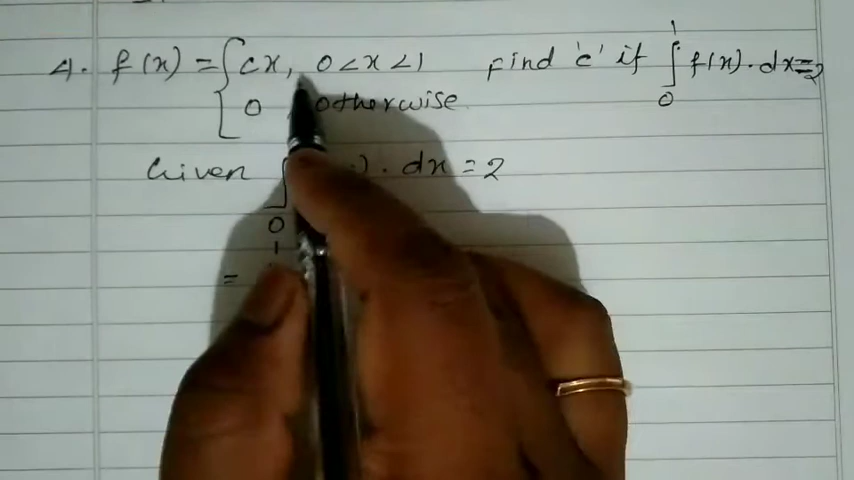 4. f(x) = { cx, 0<x<1 Find 'c' if ∫₀¹ f(x).dx=2
0 otherwise
Given ∫₀ ). dx = 2
=